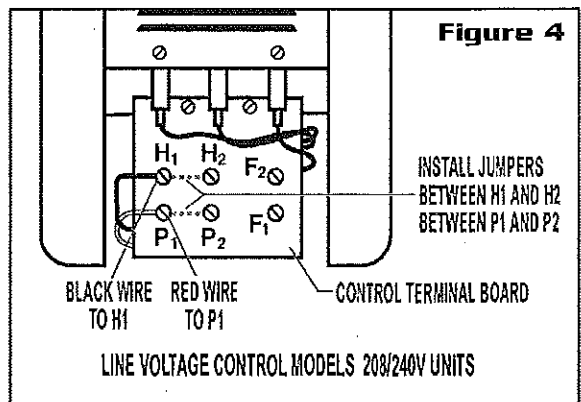 Figure 4
H1 H2 F2
INSTALL JUMPERS
BETWEEN H1 AND H2
BETWEEN P1 AND P2
P1 P2 F1
BLACK WIRE
TO H1
RED WIRE
TO P1
CONTROL TERMINAL BOARD
LINE VOLTAGE CONTROL MODELS 208/240V UNITS